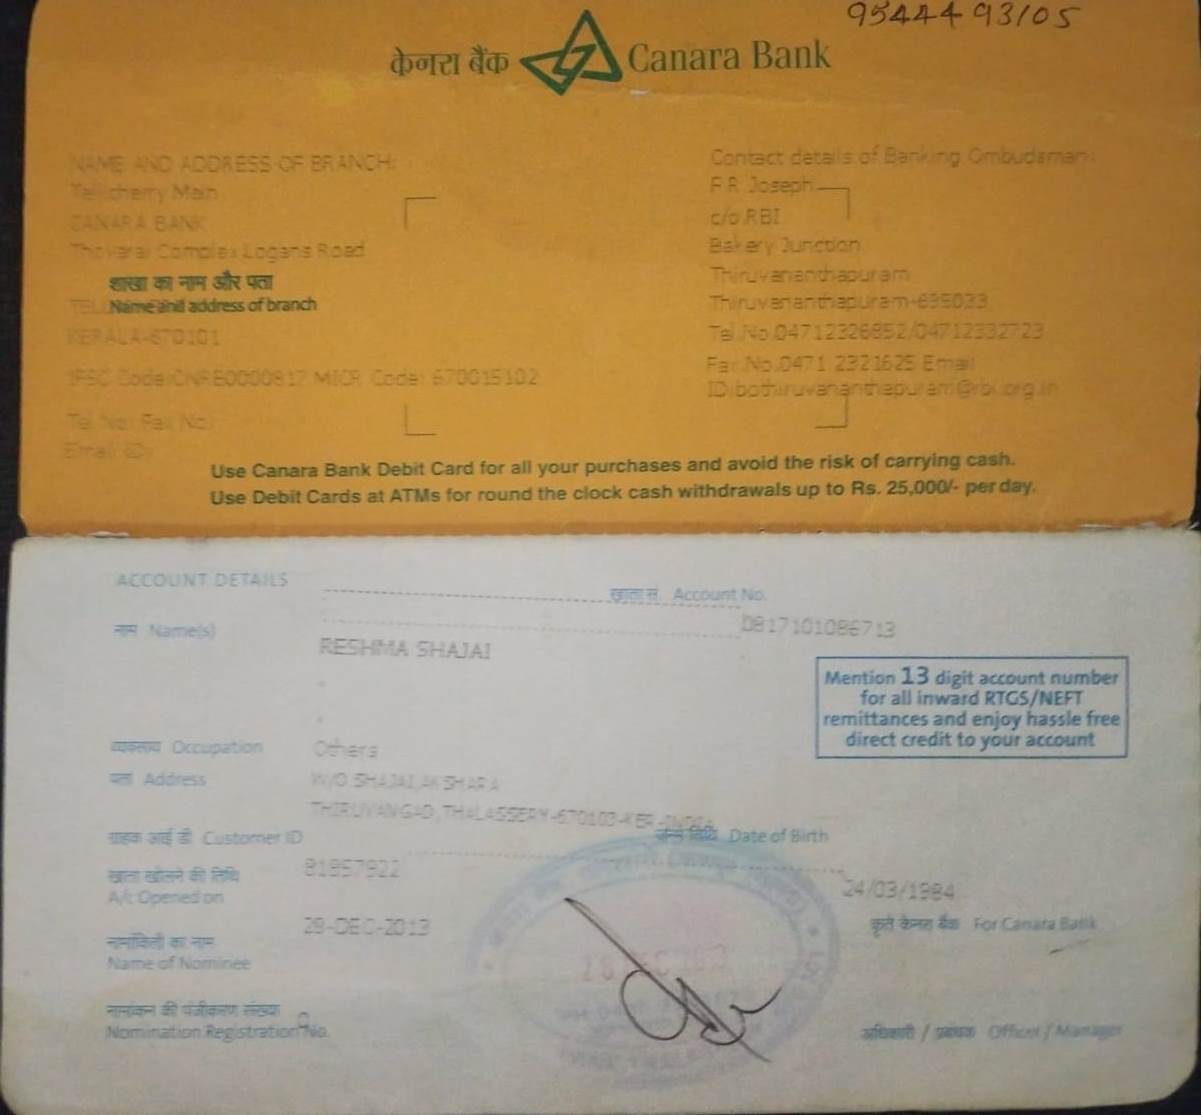 95444 93105
केनरा बैंक Canara Bank
NAME AND ADDRESS OF BRANCH:
Tellicherry Main
CANARA BANK
Thovarai Complex Logans Road
शाखा का नाम और पता
Name and address of branch
KERALA-670101
IFSC Code:CNRB0000817 MICR Code: 670015102
Tel No: Fax No:
Email ID:
Contact details of Banking Ombudsman:
F R Joseph
c/o RBI
Bakery Junction
Thiruvananthapuram
Thiruvananthapuram-695033
Tel No.04712326852/04712332723
Fax No.0471 2321625 Email
ID:bothiruvananthapuram@rbi.org.in
Use Canara Bank Debit Card for all your purchases and avoid the risk of carrying cash.
Use Debit Cards at ATMs for round the clock cash withdrawals up to Rs. 25,000/- per day.
ACCOUNT DETAILS
खाता सं. Account No.
0817101086713
नाम Name(s)
RESHMA SHAJAI
Mention 13 digit account number
for all inward RTGS/NEFT
remittances and enjoy hassle free
direct credit to your account
व्यवसाय Occupation Others
पता Address W/O SHAJAI,AKSHARA
THIRUVANGAD,THALASSERY-670103-KER-INDIA
ग्राहक आई डी Customer ID
81957922
जन्म तिथि Date of Birth
24/03/1984
खाता खोलने की तिथि
A/c Opened on
28-DEC-2013
कृते केनरा बैंक For Canara Bank
नामांकिती का नाम
Name of Nominee
नामांकन की पंजीकरण संख्या
Nomination Registration No.
अधिकारी / प्रबंधक Officer / Manager